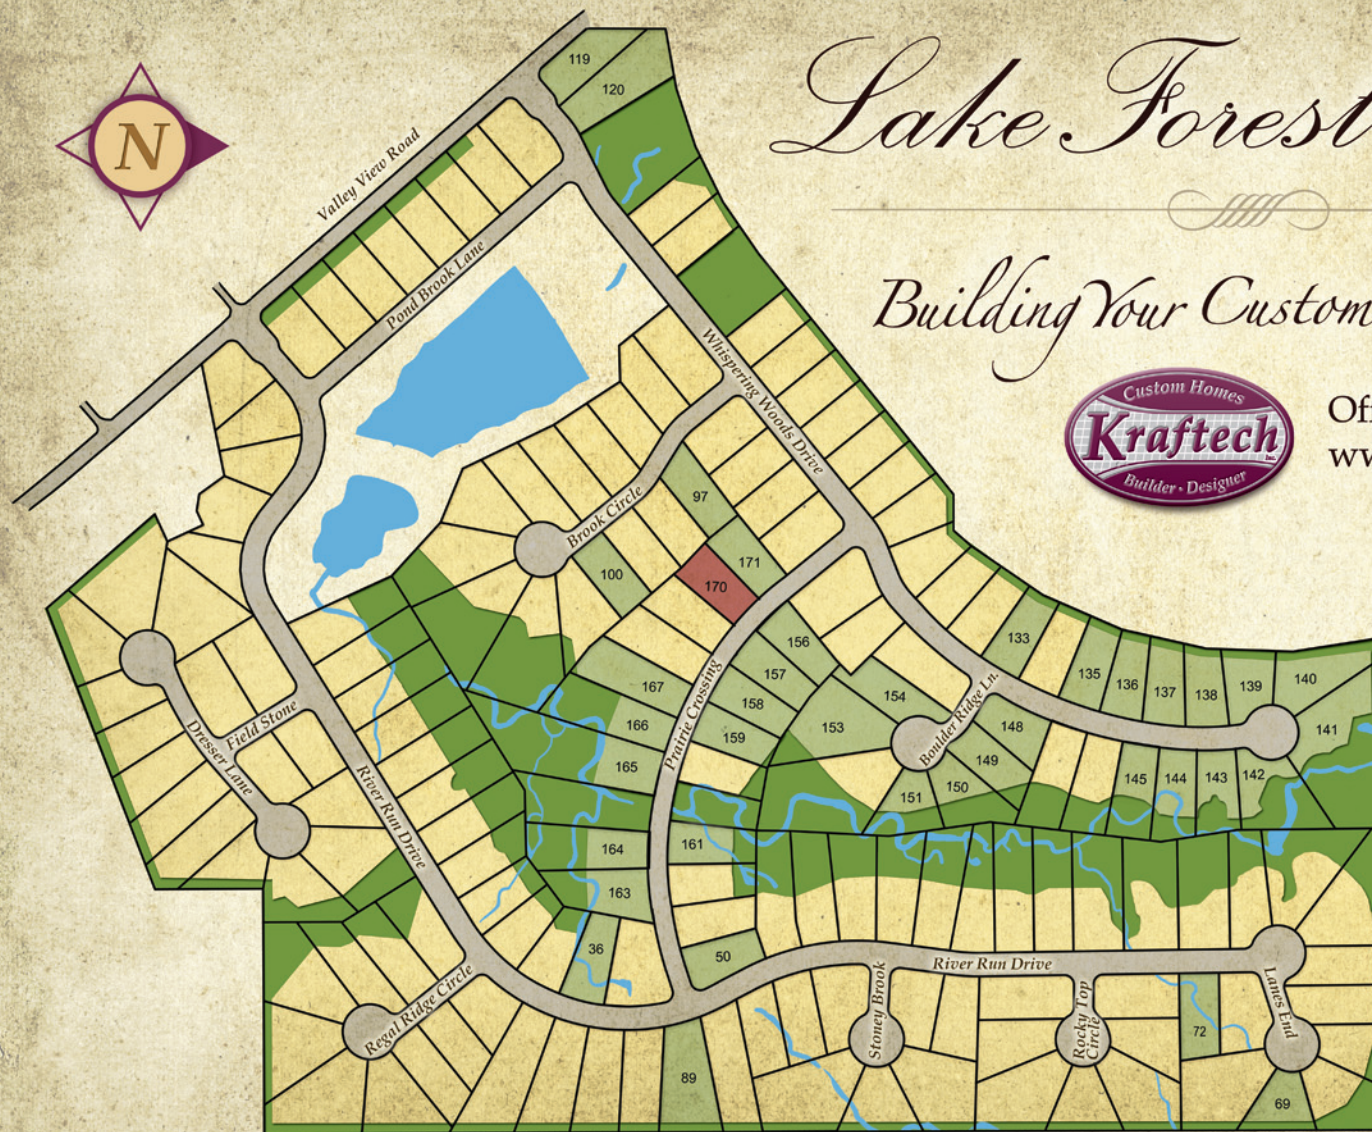 N
Lake Forest
Building Your Custom
Custom Homes
Kraftech
Inc.
Builder • Designer
Of
ww
Valley View Road
Pond Brook Lane
Whispering Woods Drive
Brook Circle
Prairie Crossing
Boulder Ridge Ln.
Field Stone
Dresser Lane
River Run Drive
Regal Ridge Circle
River Run Drive
Stoney Brook
Rocky Top
Circle
Lanes End
119
120
97
100
171
170
156
157
158
159
167
166
165
164
163
161
153
154
133
135
136
137
138
139
140
141
148
149
150
151
145
144
143
142
36
50
72
89
69